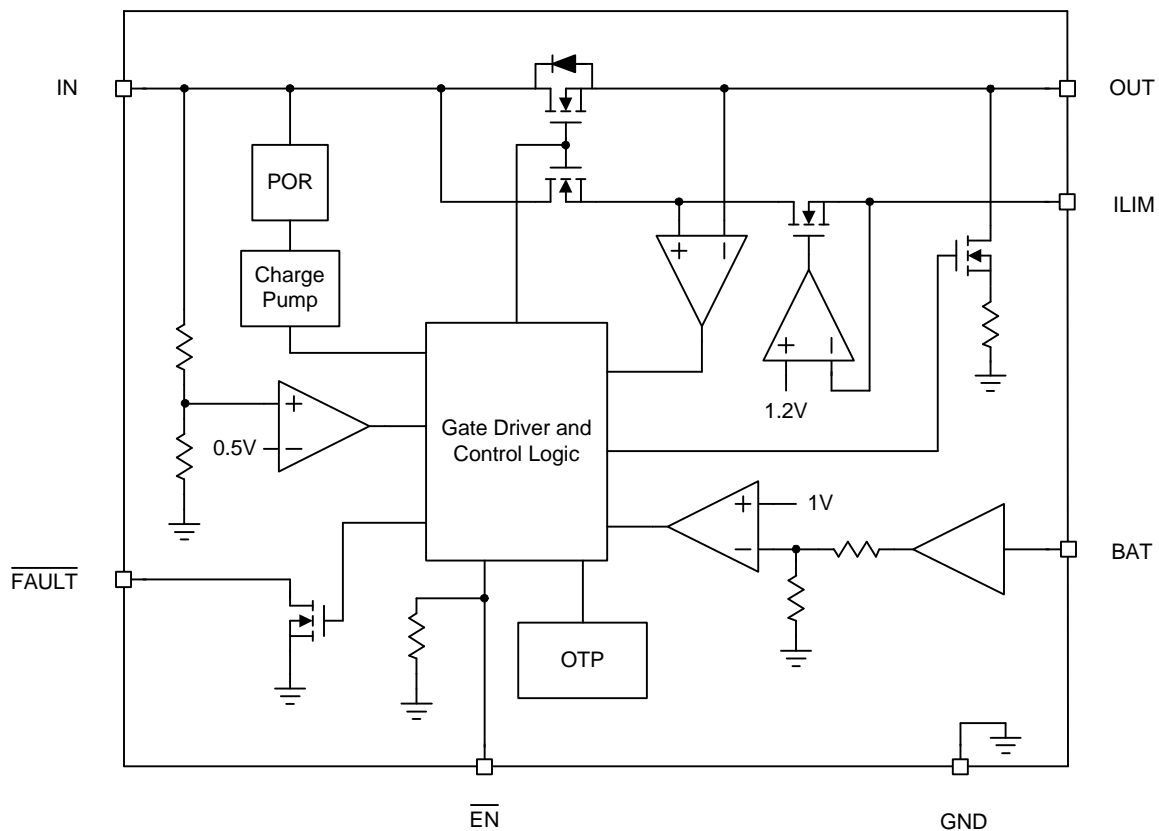 IN
OUT
POR
ILIM
Charge
Pump
+
−
+
−
1.2V
Gate Driver and
Control Logic
+
0.5V
−
+
1V
−
BAT
FAULT
OTP
EN
GND